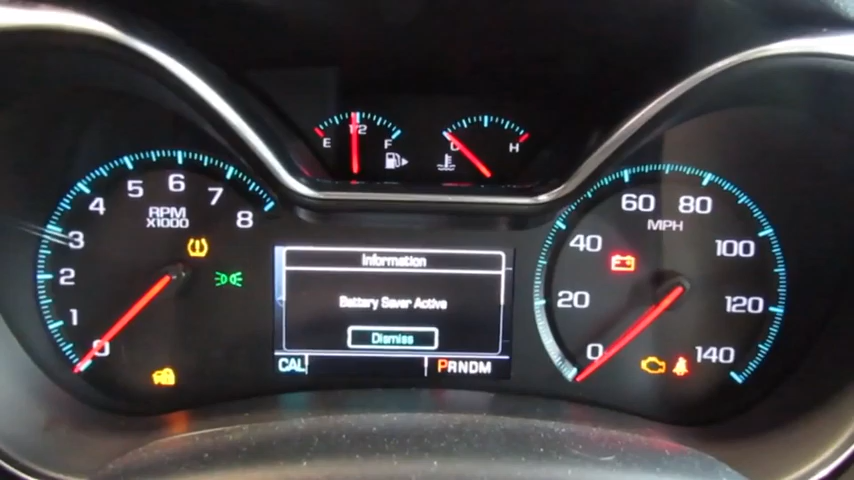 1/2
E F
C H
0 1 2 3 4 5 6 7 8
RPM
X1000
0 20 40 60 80 100 120 140
MPH
Information
Battery Saver Active
Dismiss
CAL
PRNDM